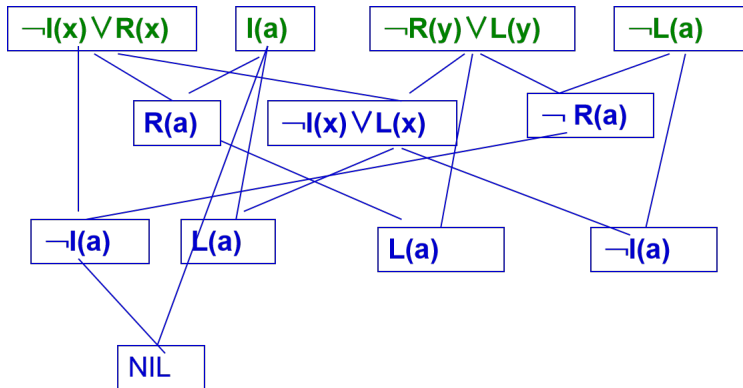 ¬I(x)∨R(x)
I(a)
¬R(y)∨L(y)
¬L(a)
R(a)
¬I(x)∨L(x)
¬ R(a)
¬I(a)
L(a)
L(a)
¬I(a)
NIL